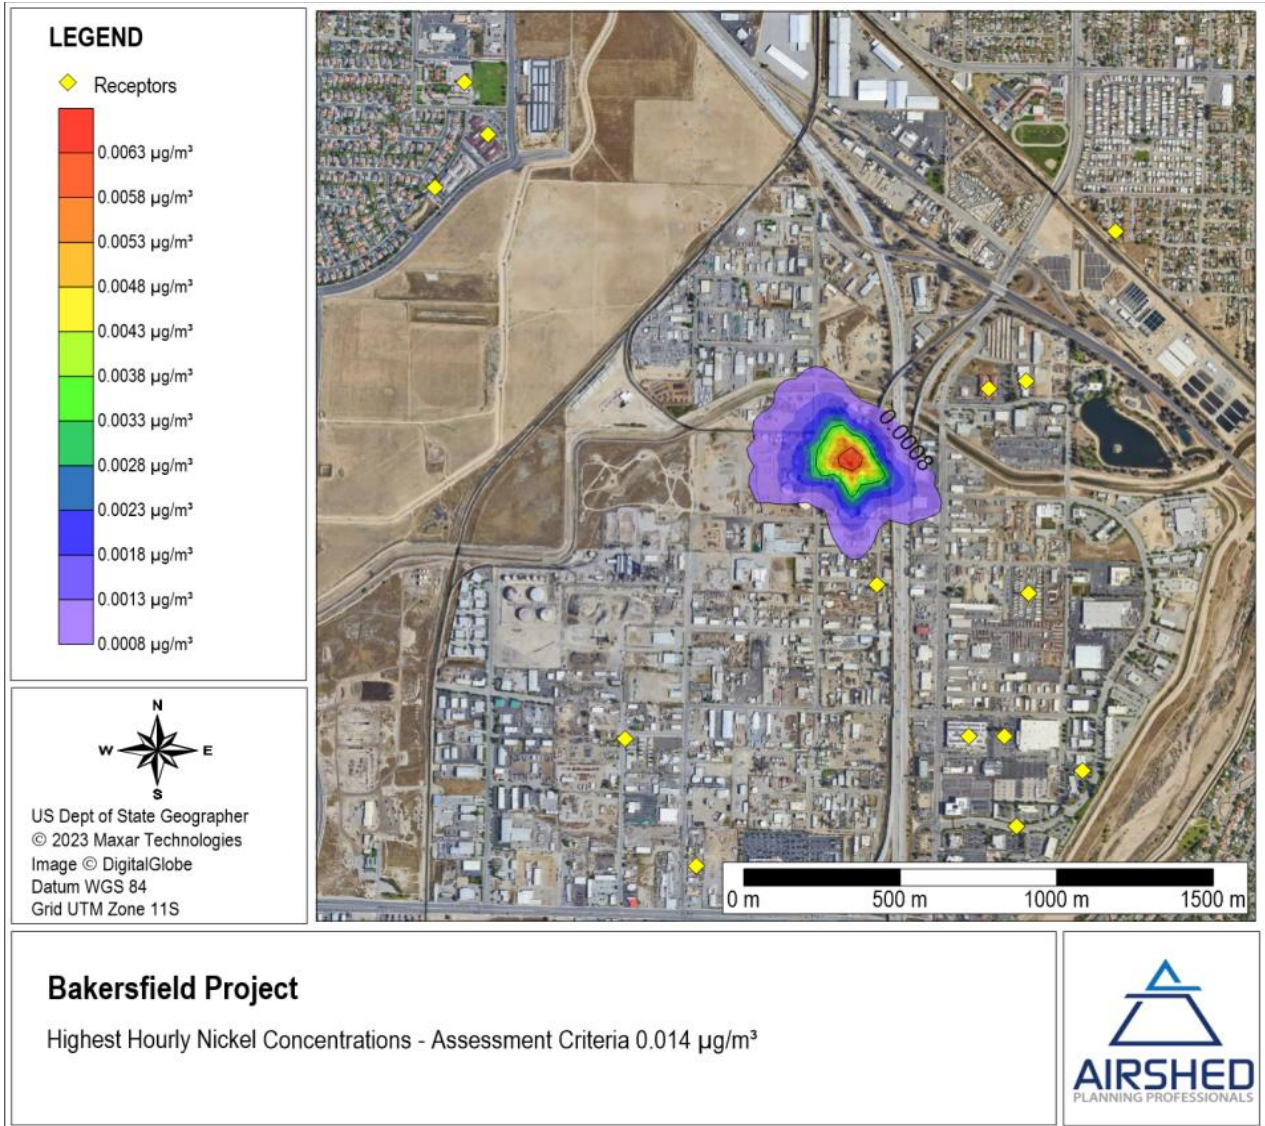 LEGEND
Receptors
0.0063 µg/m³
0.0058 µg/m³
0.0053 µg/m³
0.0048 µg/m³
0.0043 µg/m³
0.0038 µg/m³
0.0033 µg/m³
0.0028 µg/m³
0.0023 µg/m³
0.0018 µg/m³
0.0013 µg/m³
0.0008 µg/m³
0.0008
N
W E
S
US Dept of State Geographer
© 2023 Maxar Technologies
Image © DigitalGlobe
Datum WGS 84
Grid UTM Zone 11S
0 m 500 m 1000 m 1500 m
Bakersfield Project
Highest Hourly Nickel Concentrations - Assessment Criteria 0.014 µg/m³
AIRSHED
PLANNING PROFESSIONALS